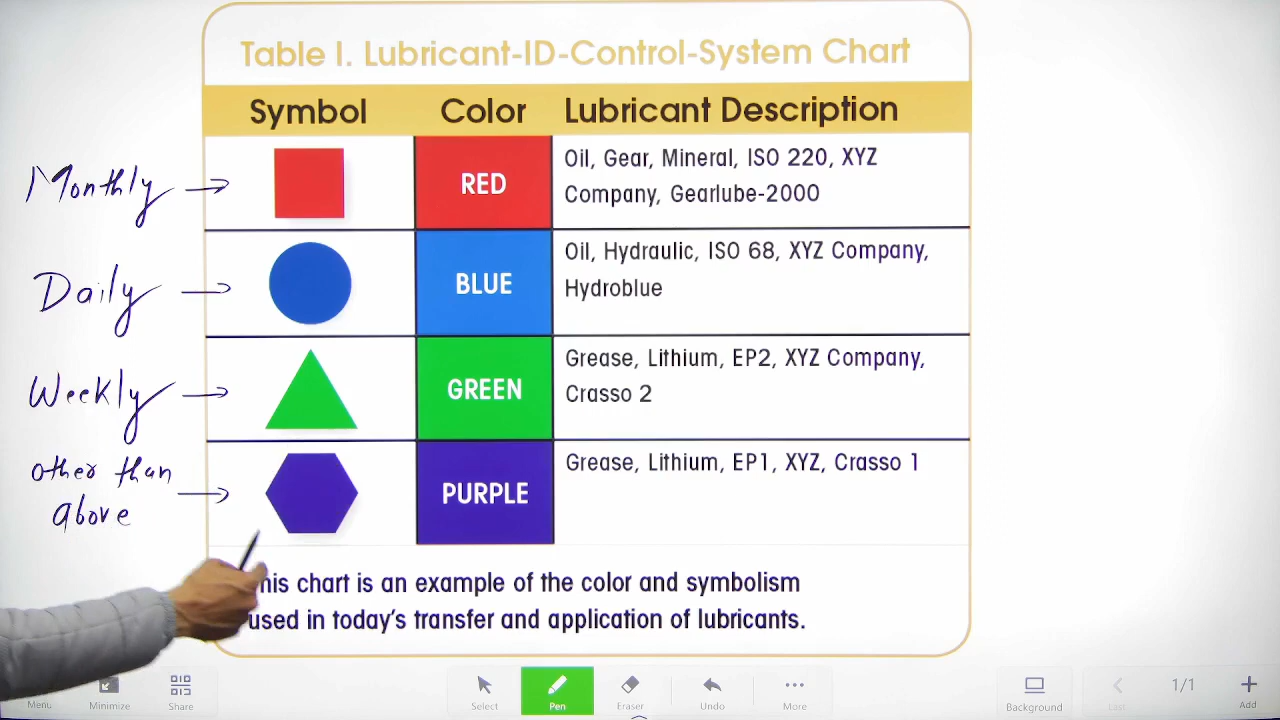 Table I. Lubricant-ID-Control-System Chart
Symbol Color Lubricant Description
Monthly → RED Oil, Gear, Mineral, ISO 220, XYZ
Company, Gearlube-2000
Daily → BLUE Oil, Hydraulic, ISO 68, XYZ Company,
Hydroblue
Weekly → GREEN Grease, Lithium, EP2, XYZ Company,
Crasso 2
other than
above → PURPLE Grease, Lithium, EP1, XYZ, Crasso 1
his chart is an example of the color and symbolism
used in today's transfer and application of lubricants.
Menu Minimize Share Select Pen Eraser Undo More Background Last 1/1 Add